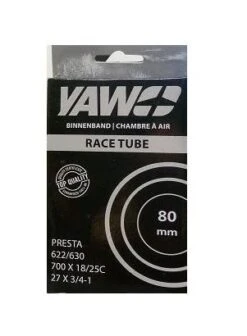 YAWO
BINNENBAND | CHAMBRE À AIR
RACE TUBE
TOP QUALITY
80
mm
PRESTA
622/630
700 X 18/25C
27 X 3/4-1